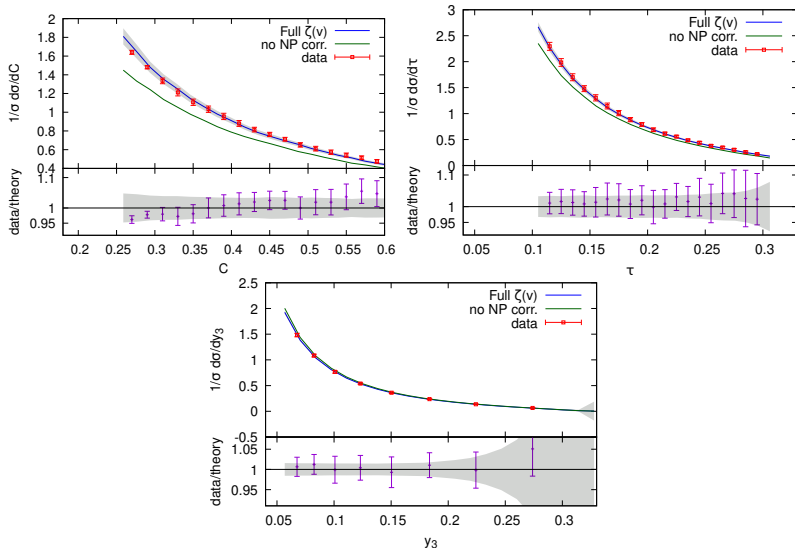 Full ζ(v)
no NP corr.
data
1/σ dσ/dC
2
1.8
1.6
1.4
1.2
1
0.8
0.6
0.4
data/theory
1.1
1
0.95
0.2 0.25 0.3 0.35 0.4 0.45 0.5 0.55 0.6
C
Full ζ(v)
no NP corr.
data
1/σ dσ/dτ
3
2.5
2
1.5
1
0.5
0
data/theory
1.1
1
0.95
0.05 0.1 0.15 0.2 0.25 0.3
τ
Full ζ(v)
no NP corr.
data
1/σ dσ/dy3
2.5
2
1.5
1
0.5
0
-0.5
data/theory
1.05
1
0.95
0.05 0.1 0.15 0.2 0.25 0.3
y3